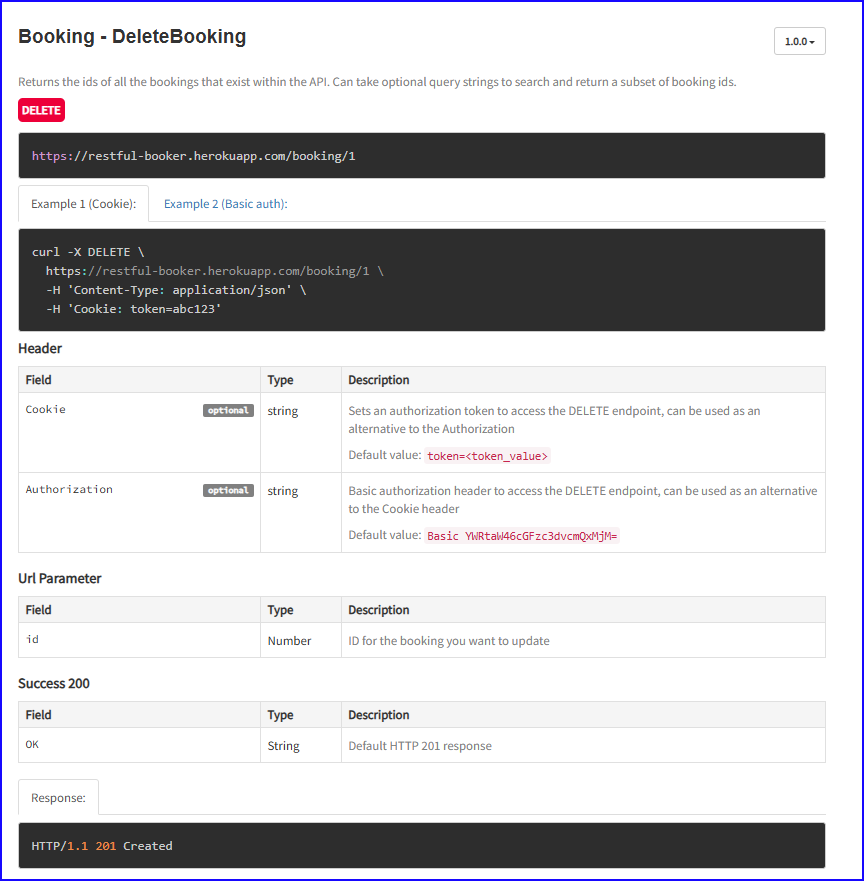 Booking - DeleteBooking
1.0.0
Returns the ids of all the bookings that exist within the API. Can take optional query strings to search and return a subset of booking ids.
DELETE
https://restful-booker.herokuapp.com/booking/1
Example 1 (Cookie): Example 2 (Basic auth):
curl -X DELETE \
https://restful-booker.herokuapp.com/booking/1 \
-H 'Content-Type: application/json' \
-H 'Cookie: token=abc123'
Header
Field Type Description
Cookie optional string Sets an authorization token to access the DELETE endpoint, can be used as an
alternative to the Authorization
Default value: token=<token_value>
Authorization optional string Basic authorization header to access the DELETE endpoint, can be used as an alternative
to the Cookie header
Default value: Basic YWRtaW46cGFzc3dvcmQxMjM=
Url Parameter
Field Type Description
id Number ID for the booking you want to update
Success 200
Field Type Description
OK String Default HTTP 201 response
Response:
HTTP/1.1 201 Created